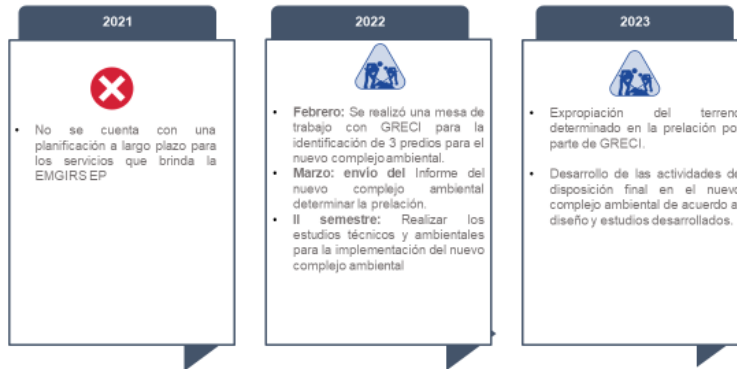 2021
• No se cuenta con una
planificación a largo plazo para
los servicios que brinda la
EMGIRS EP
2022
• Febrero: Se realizó una mesa de
trabajo con GRECI para la
identificación de 3 predios para el
nuevo complejo ambiental.
• Marzo: envio del Informe del
nuevo complejo ambiental
determinar la prelación.
• II semestre: Realizar los
estudios técnicos y ambientales
para la implementación del nuevo
complejo ambiental
2023
• Expropiación del terreno
determinado en la prelación por
parte de GRECI.
• Desarrollo de las actividades de
disposición final en el nuevo
complejo ambiental de acuerdo a
diseño y estudios desarrollados.